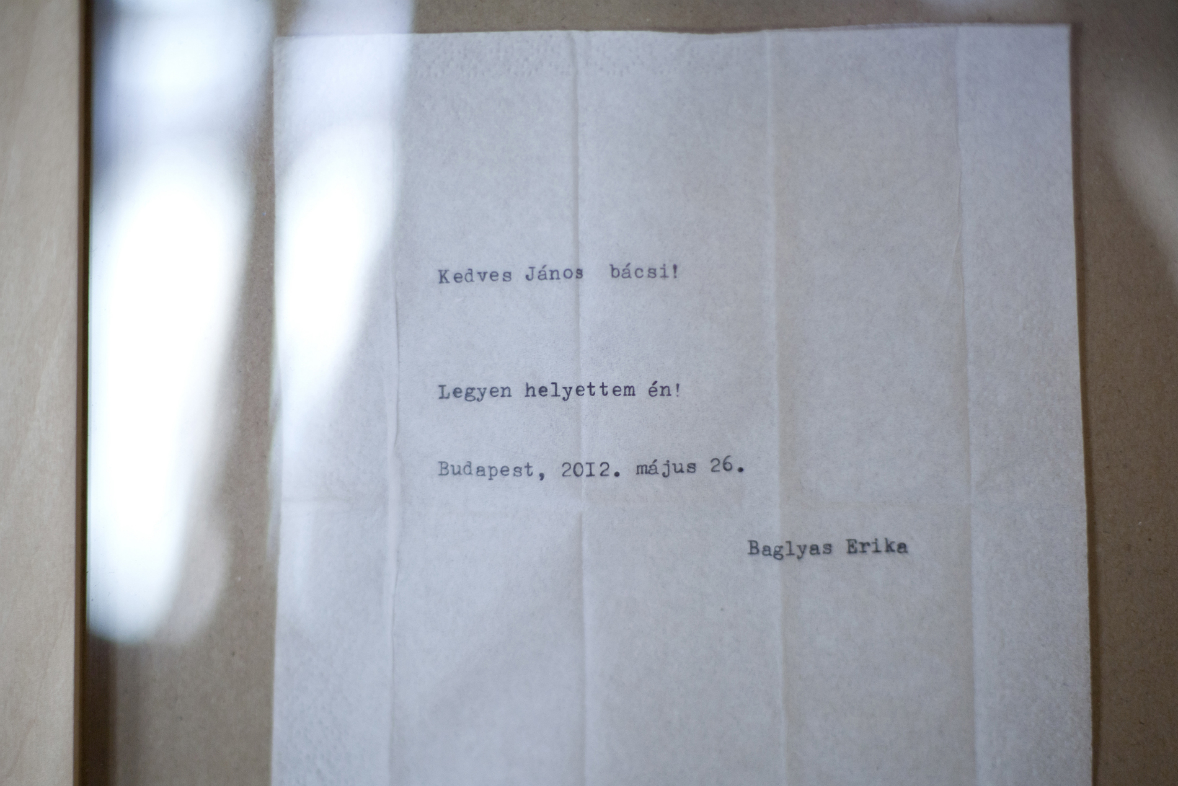 Kedves János bácsi!
Legyen helyettem én!
Budapest, 2012. május 26.
Baglyas Erika